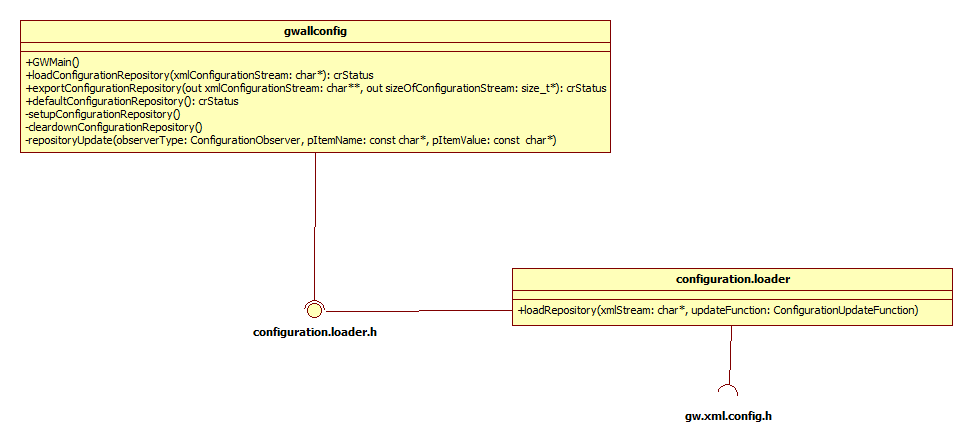 gwallconfig
+GWMain()
+loadConfigurationRepository(xmlConfigurationStream: char*): crStatus
+exportConfigurationRepository(out xmlConfigurationStream: char**, out sizeOfConfigurationStream: size_t*): crStatus
+defaultConfigurationRepository(): crStatus
-setupConfigurationRepository()
-cleardownConfigurationRepository()
-repositoryUpdate(observerType: ConfigurationObserver, pItemName: const char*, pItemValue: const char*)
configuration.loader
+loadRepository(xmlStream: char*, updateFunction: ConfigurationUpdateFunction)
configuration.loader.h
gw.xml.config.h